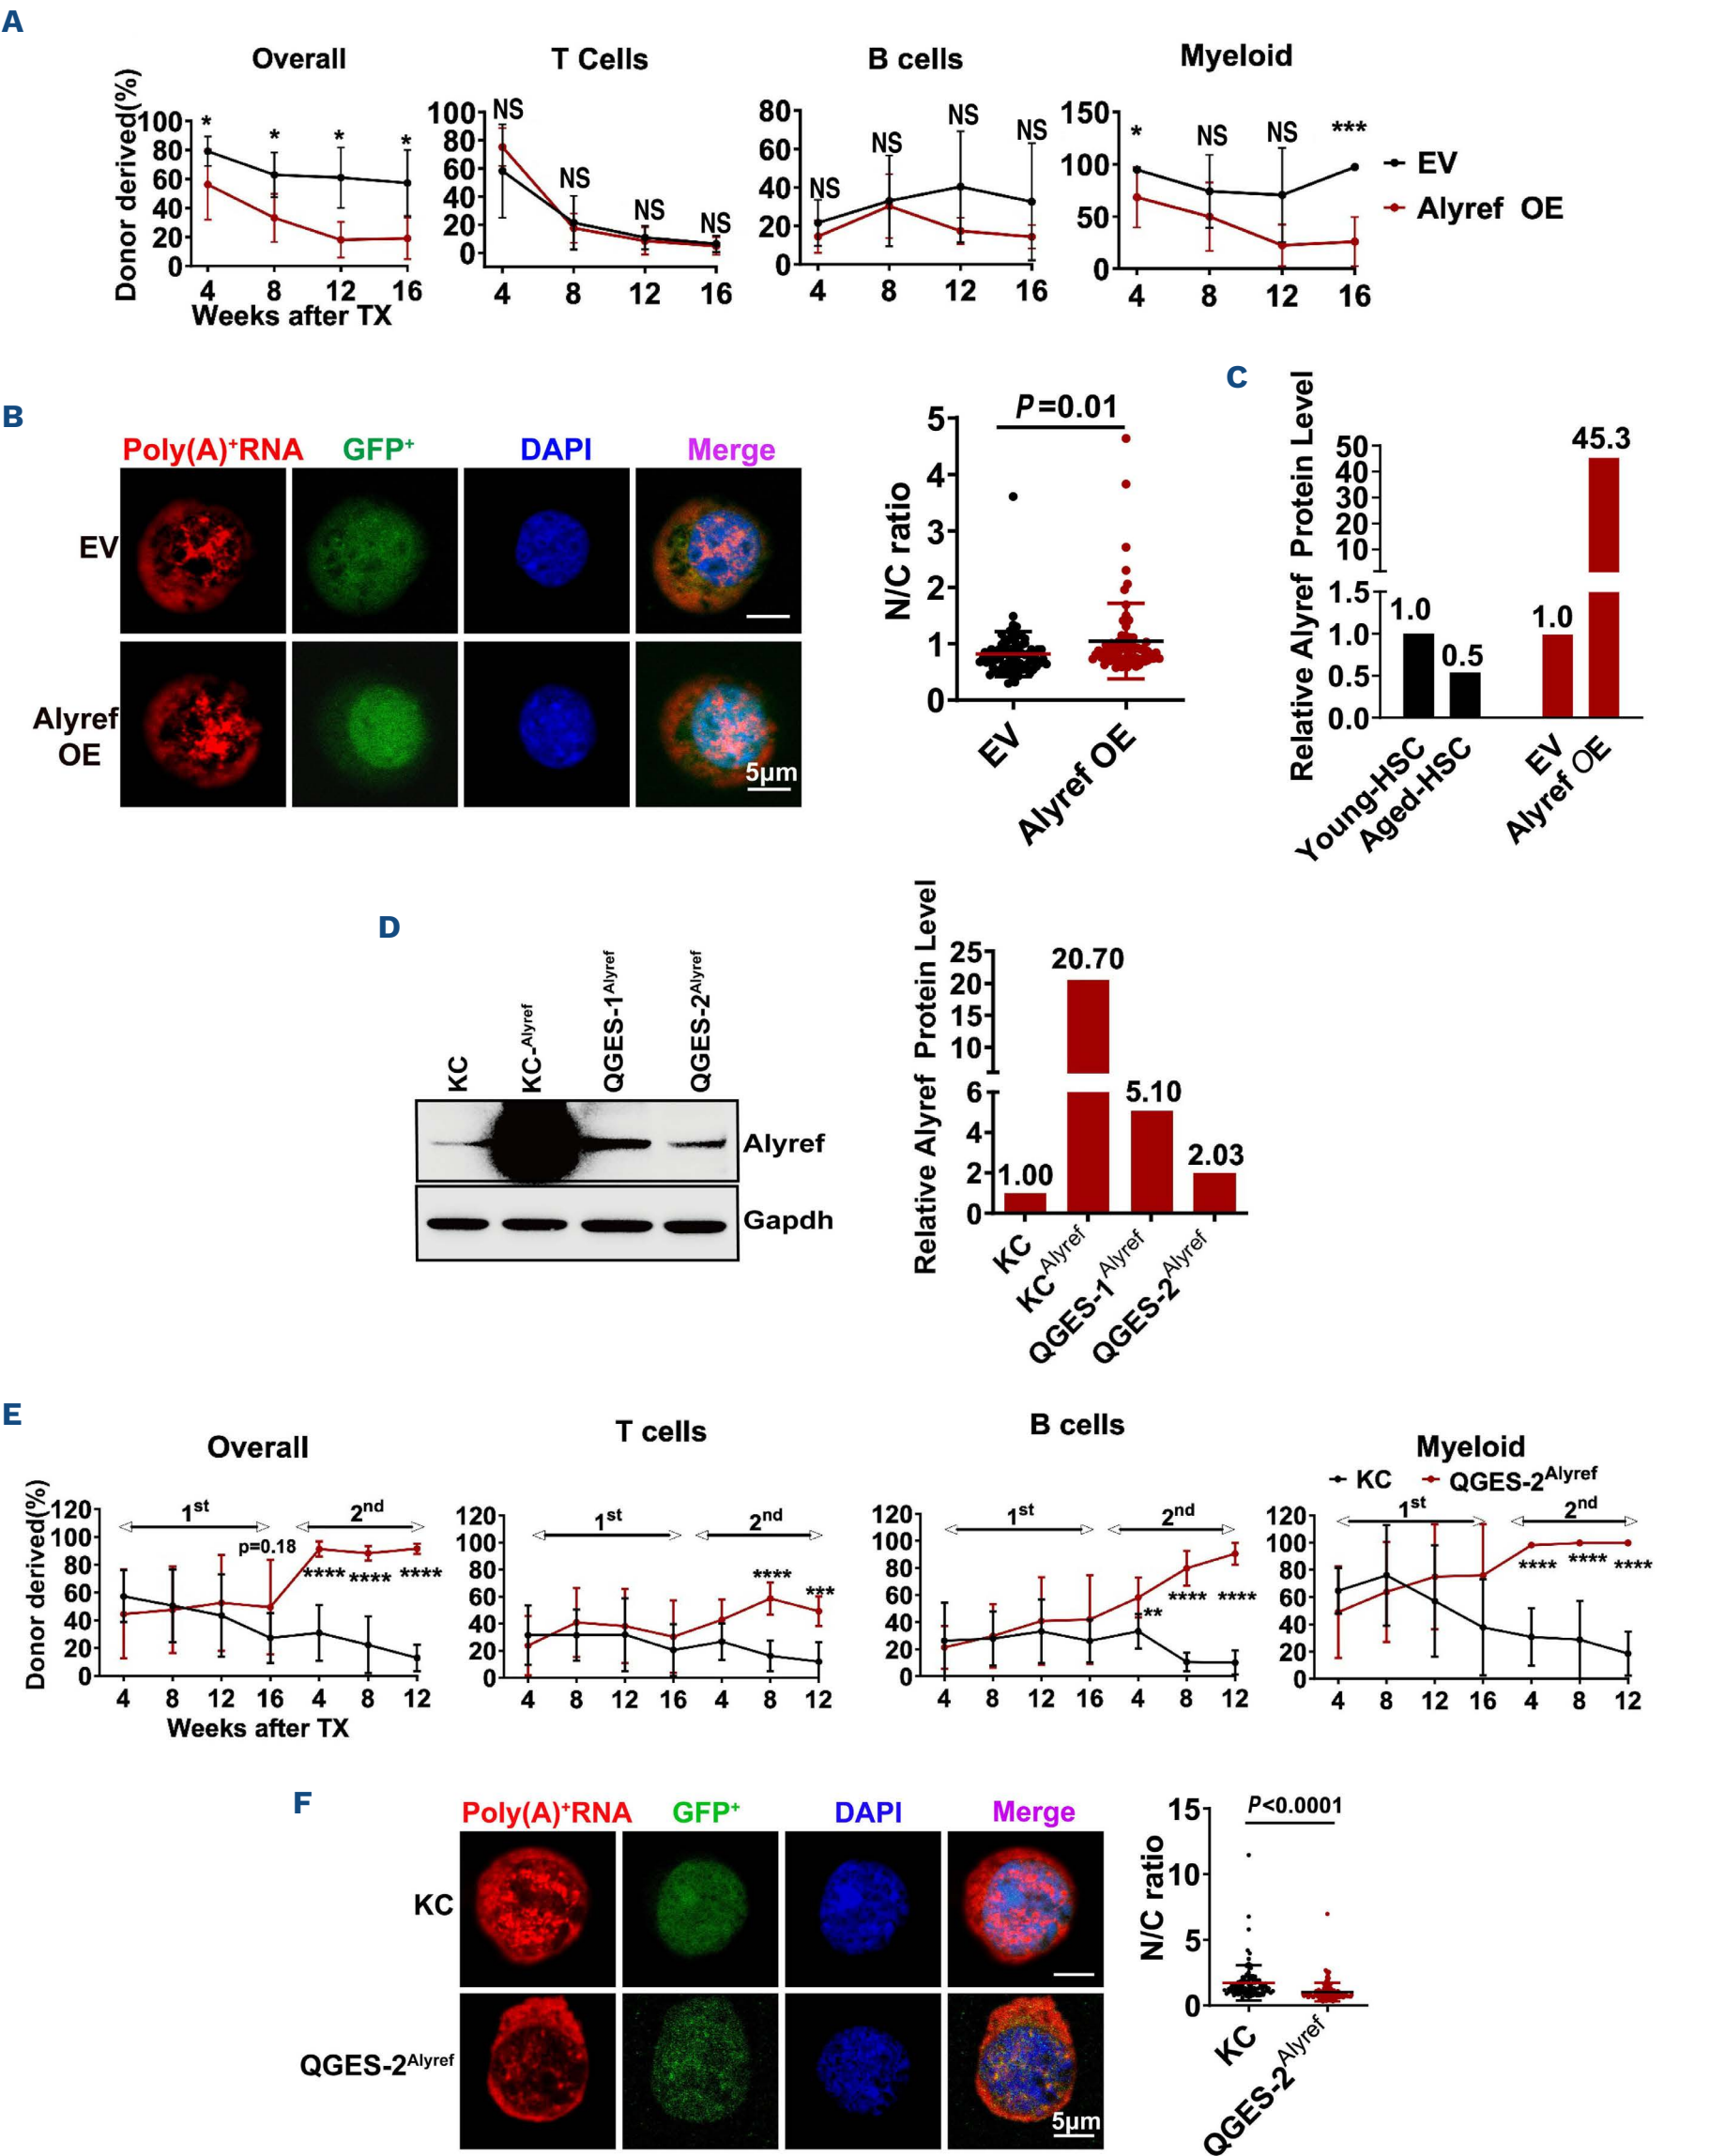 A
Overall
T Cells
B cells
Myeloid
Donor derived(%)
100
80
60
40
20
0
* * * *
4 8 12 16
Weeks after TX
100
80
60
40
20
0
NS NS NS NS
4 8 12 16
80
60
40
20
0
NS NS NS NS
4 8 12 16
150
100
50
0
* NS NS ***
4 8 12 16
EV
Alyref OE
B
Poly(A)+RNA GFP+ DAPI Merge
EV
Alyref
OE
5μm
N/C ratio
5
4
3
2
1
0
P=0.01
EV
Alyref OE
C
Relative Alyref Protein Level
50
40
30
20
10
1.5
1.0
0.5
0.0
1.0
0.5
1.0
45.3
Young-HSC
Aged-HSC
EV
Alyref OE
D
KC
KC-Alyref
QGES-1Alyref
QGES-2Alyref
Alyref
Gapdh
Relative Alyref Protein Level
25
20
15
10
6
4
2
0
1.00
20.70
5.10
2.03
KC
KCAlyref
QGES-1Alyref
QGES-2Alyref
E
Overall
T cells
B cells
Myeloid
KC
QGES-2Alyref
Donor derived(%)
120
100
80
60
40
20
0
1st 2nd
p=0.18
**** **** ****
4 8 12 16 4 8 12
Weeks after TX
120
100
80
60
40
20
0
1st 2nd
**** ***
4 8 12 16 4 8 12
120
100
80
60
40
20
0
1st 2nd
** **** ****
4 8 12 16 4 8 12
120
100
80
60
40
20
0
1st 2nd
**** **** ****
4 8 12 16 4 8 12
F
Poly(A)+RNA GFP+ DAPI Merge
KC
QGES-2Alyref
5μm
N/C ratio
15
10
5
0
P<0.0001
KC
QGES-2Alyref